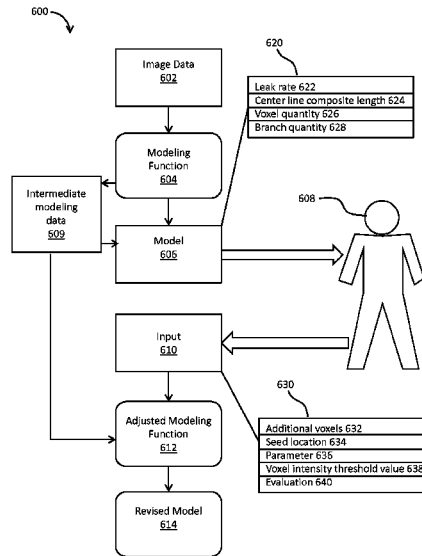 600
620
Image Data
602
Leak rate 622
Center line composite length 624
Voxel quantity 626
Branch quantity 628
Modeling
Function
604
Intermediate
modeling
data
609
608
Model
606
Input
610
630
Additional voxels 632
Seed location 634
Parameter 636
Voxel intensity threshold value 638
Evaluation 640
Adjusted Modeling
Function
612
Revised Model
614